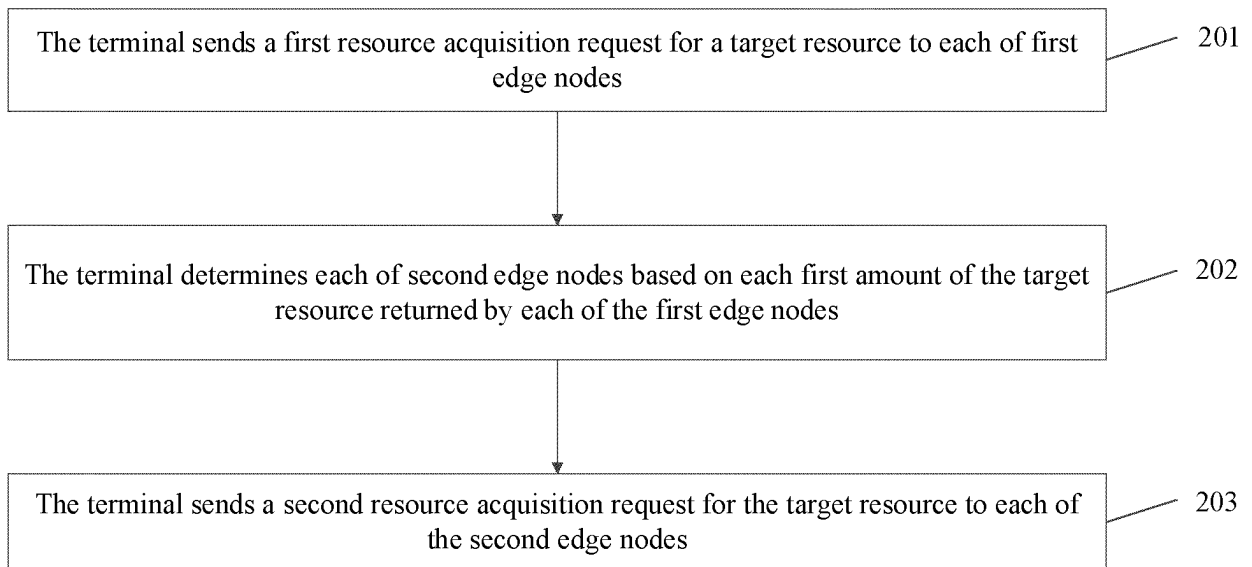 The terminal sends a first resource acquisition request for a target resource to each of first
edge nodes
201
The terminal determines each of second edge nodes based on each first amount of the target
resource returned by each of the first edge nodes
202
The terminal sends a second resource acquisition request for the target resource to each of
the second edge nodes
203